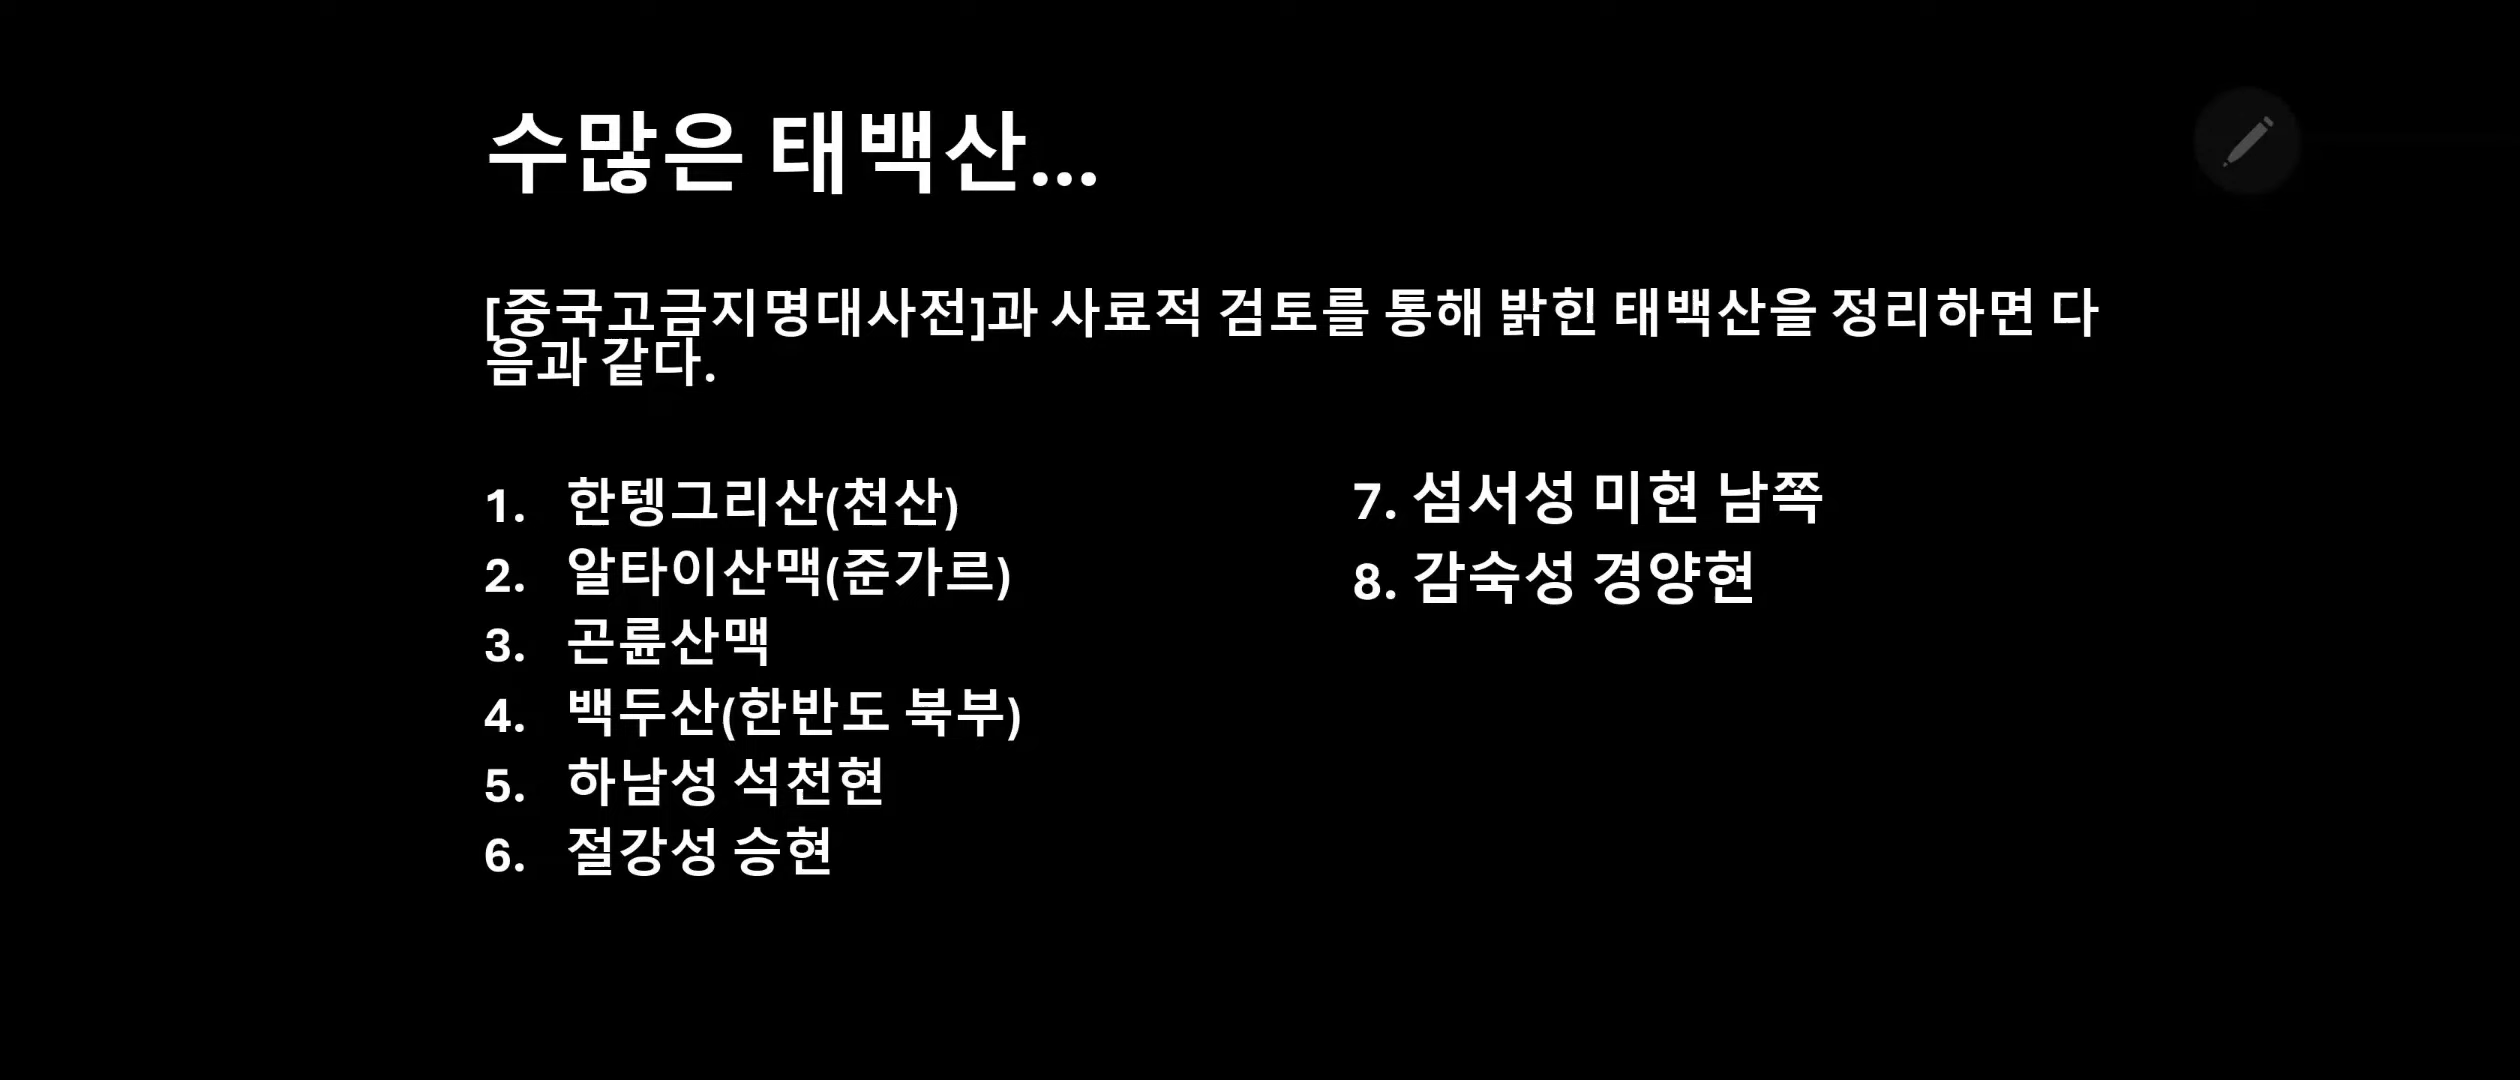 수많은 태백산...
[중국고금지명대사전]과 사료적 검토를 통해 밝힌 태백산을 정리하면 다
음과 같다.
1. 한텡그리산(천산)
2. 알타이산맥(준가르)
3. 곤륜산맥
4. 백두산(한반도 북부)
5. 하남성 석천현
6. 절강성 승현
7. 섬서성 미현 남쪽
8. 감숙성 경양현